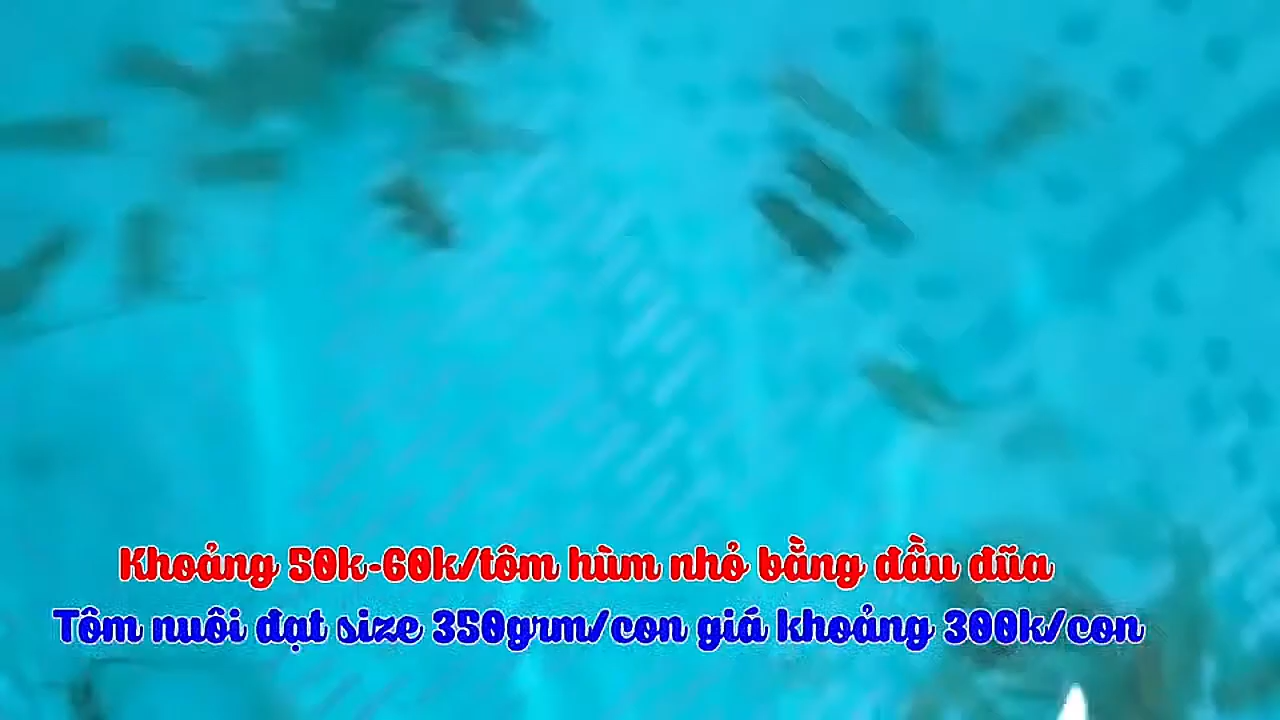 Khoảng 50k-60k/tôm hùm nhỏ bằng đầu đũa
Tôm nuôi đạt size 350grm/con giá khoảng 300k/con